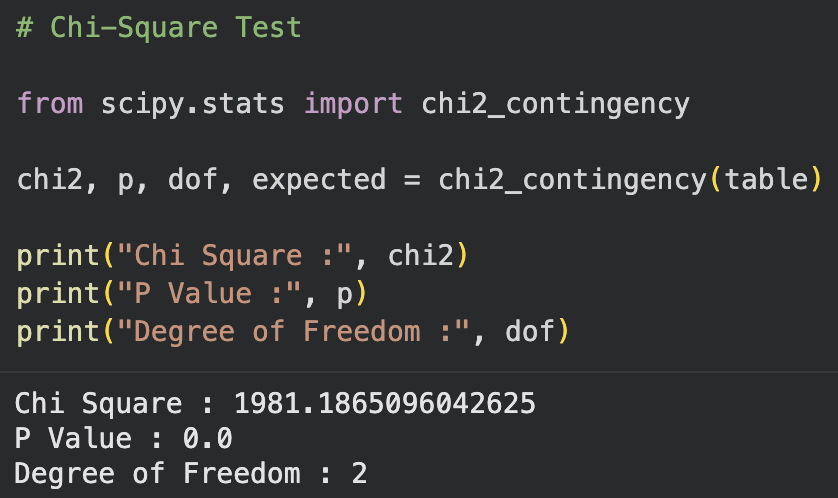 # Chi-Square Test
from scipy.stats import chi2_contingency
chi2, p, dof, expected = chi2_contingency(table)
print("Chi Square :", chi2)
print("P Value :", p)
print("Degree of Freedom :", dof)
Chi Square : 1981.1865096042625
P Value : 0.0
Degree of Freedom : 2